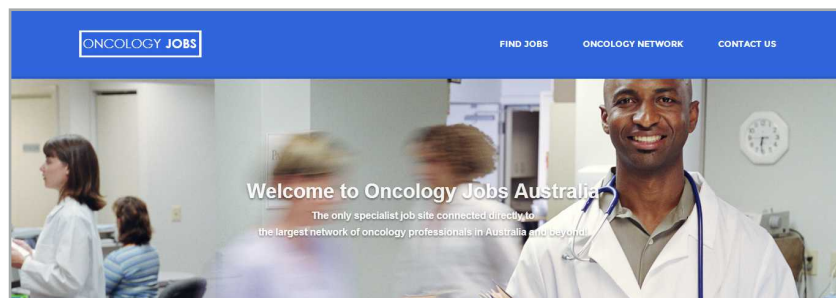 ONCOLOGY JOBS
FIND JOBS
ONCOLOGY NETWORK
CONTACT US
Welcome to Oncology Jobs Australia
The only specialist job site connected directly to
the largest network of oncology professionals in Australia and beyond